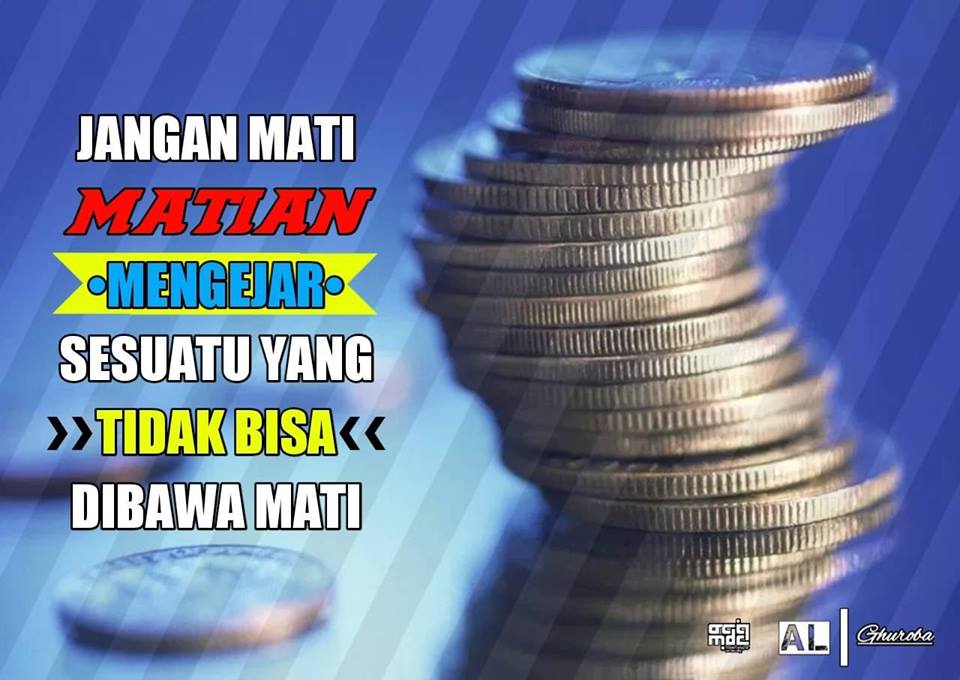 JANGAN MATI
MATIAN
•MENGEJAR•
SESUATU YANG
TIDAK BISA
DIBAWA MATI
AL
Ghuroba